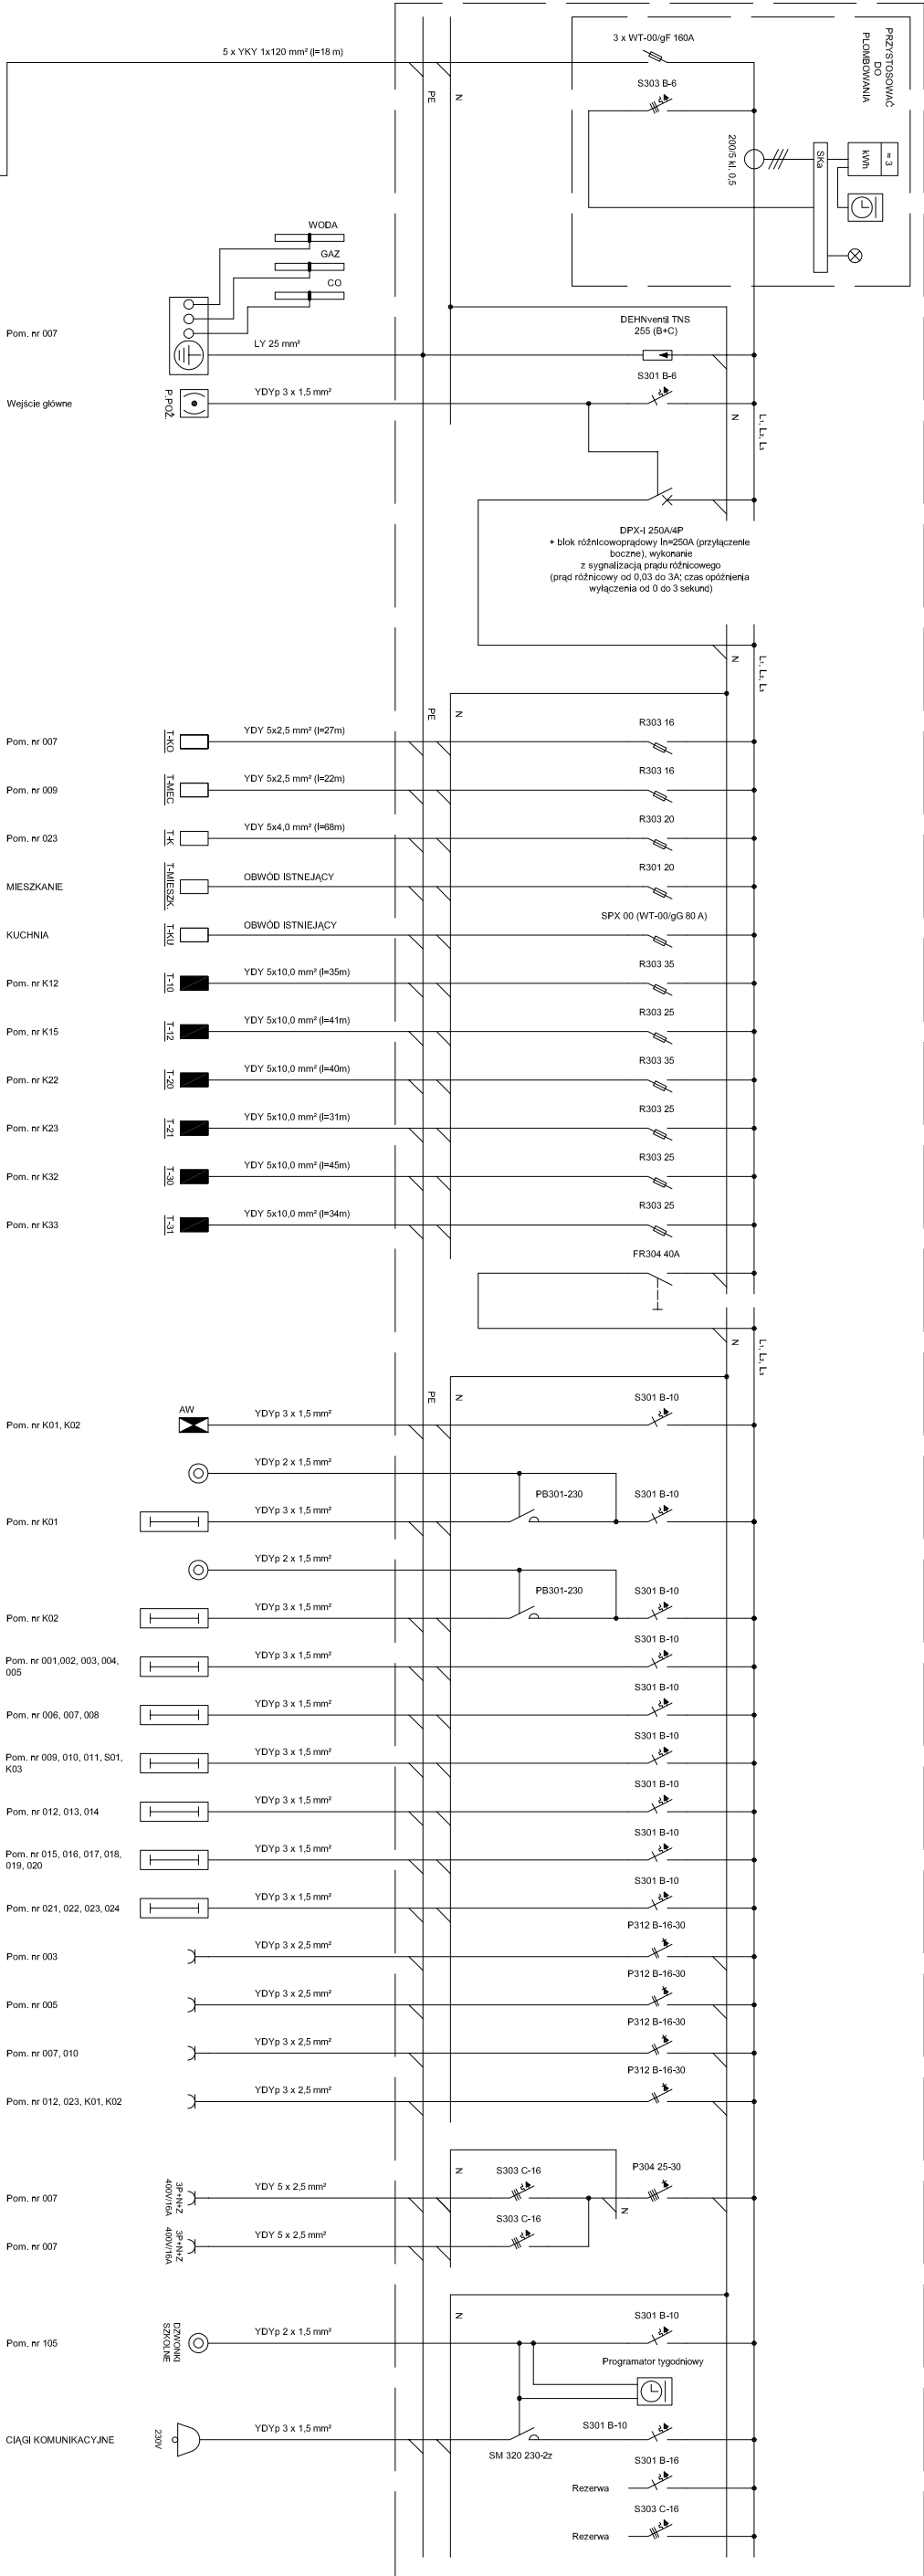 5 x YKY 1x120 mm² (l=18 m)
3 x WT-00/gF 160A
PRZYSTOSOWAĆ
DO
PLOMBOWANIA
PE
N
S303 B-6
200/5 kl. 0,5
SKa
kWh
≈ 3
WODA
GAZ
CO
Pom. nr 007
LY 25 mm²
DEHNventil TNS
255 (B+C)
Wejście główne
P.POŻ.
YDYp 3 x 1,5 mm²
S301 B-6
N
L₁, L₂, L₃
DPX-I 250A/4P
+ blok różnicowoprądowy In=250A (przyłączenie
boczne), wykonanie
z sygnalizacją prądu różnicowego
(prąd różnicowy od 0,03 do 3A; czas opóźnienia
wyłączenia od 0 do 3 sekund)
N
L₁, L₂, L₃
PE
N
Pom. nr 007
T-KO
YDY 5x2,5 mm² (l=27m)
R303 16
Pom. nr 009
T-MEC
YDY 5x2,5 mm² (l=22m)
R303 16
Pom. nr 023
T-K
YDY 5x4,0 mm² (l=68m)
R303 20
MIESZKANIE
T-MIESZK.
OBWÓD ISTNEJĄCY
R301 20
KUCHNIA
T-KU
OBWÓD ISTNIEJĄCY
SPX 00 (WT-00/gG 80 A)
Pom. nr K12
T-10
YDY 5x10,0 mm² (l=35m)
R303 35
Pom. nr K15
T-12
YDY 5x10,0 mm² (l=41m)
R303 25
Pom. nr K22
T-20
YDY 5x10,0 mm² (l=40m)
R303 35
Pom. nr K23
T-21
YDY 5x10,0 mm² (l=31m)
R303 25
Pom. nr K32
T-30
YDY 5x10,0 mm² (l=45m)
R303 25
Pom. nr K33
T-31
YDY 5x10,0 mm² (l=34m)
R303 25
FR304 40A
N
L₁, L₂, L₃
PE
N
Pom. nr K01, K02
AW
YDYp 3 x 1,5 mm²
S301 B-10
YDYp 2 x 1,5 mm²
Pom. nr K01
YDYp 3 x 1,5 mm²
PB301-230
S301 B-10
YDYp 2 x 1,5 mm²
Pom. nr K02
YDYp 3 x 1,5 mm²
PB301-230
S301 B-10
Pom. nr 001,002, 003, 004,
005
YDYp 3 x 1,5 mm²
S301 B-10
Pom. nr 006, 007, 008
YDYp 3 x 1,5 mm²
S301 B-10
Pom. nr 009, 010, 011, S01,
K03
YDYp 3 x 1,5 mm²
S301 B-10
Pom. nr 012, 013, 014
YDYp 3 x 1,5 mm²
S301 B-10
Pom. nr 015, 016, 017, 018,
019, 020
YDYp 3 x 1,5 mm²
S301 B-10
Pom. nr 021, 022, 023, 024
YDYp 3 x 1,5 mm²
S301 B-10
Pom. nr 003
YDYp 3 x 2,5 mm²
P312 B-16-30
Pom. nr 005
YDYp 3 x 2,5 mm²
P312 B-16-30
Pom. nr 007, 010
YDYp 3 x 2,5 mm²
P312 B-16-30
Pom. nr 012, 023, K01, K02
YDYp 3 x 2,5 mm²
P312 B-16-30
Pom. nr 007
3P+N+Z
400V/16A
YDY 5 x 2,5 mm²
N
S303 C-16
N
P304 25-30
Pom. nr 007
3P+N+Z
400V/16A
YDY 5 x 2,5 mm²
S303 C-16
Pom. nr 105
DZWONKI
SZKOLNE
YDYp 2 x 1,5 mm²
N
S301 B-10
Programator tygodniowy
CIĄGI KOMUNIKACYJNE
230V
YDYp 3 x 1,5 mm²
SM 320 230-2z
S301 B-10
Rezerwa
S301 B-16
Rezerwa
S303 C-16